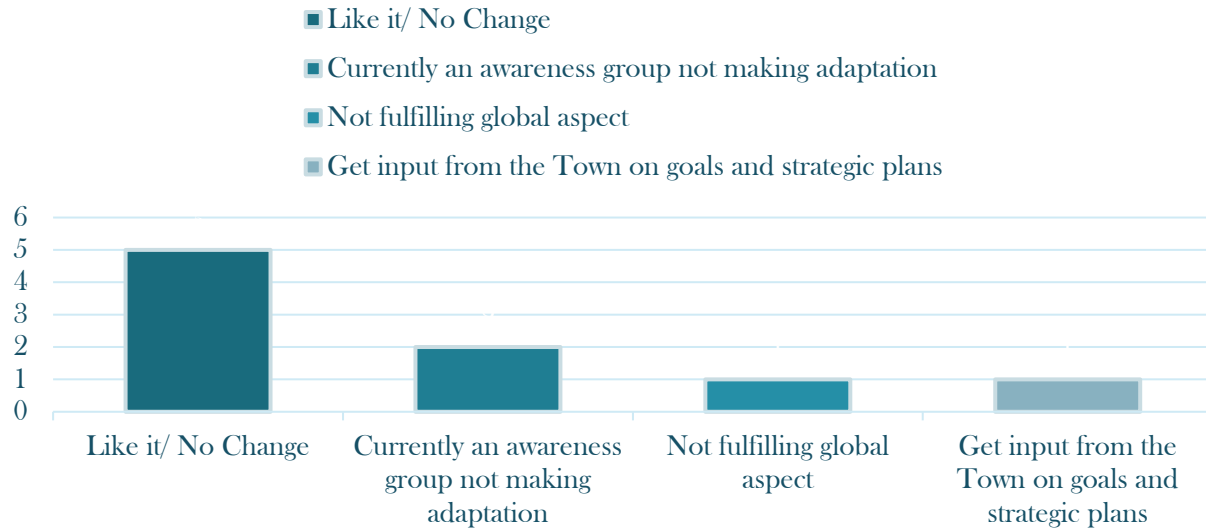 Like it/ No Change
Currently an awareness group not making adaptation
Not fulfilling global aspect
Get input from the Town on goals and strategic plans
6
5
4
3
2
1
0
Like it/ No Change
Currently an awareness
group not making
adaptation
Not fulfilling global
aspect
Get input from the
Town on goals and
strategic plans